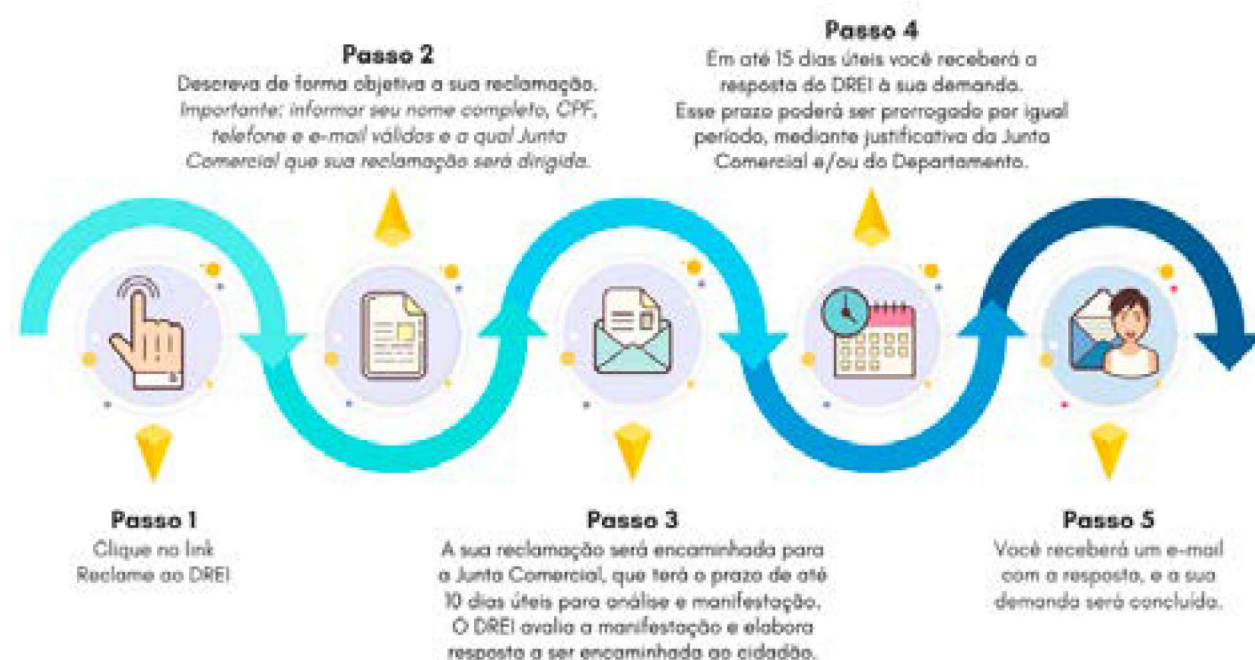 Passo 1
Clique no link
Reclame ao DREI
Passo 2
Descreva de forma objetiva a sua reclamação.
Importante: informar seu nome completo, CPF,
telefone e e-mail válidos e a qual Junta
Comercial que sua reclamação será dirigida.
Passo 3
A sua reclamação será encaminhada para
a Junta Comercial, que terá o prazo de até
10 dias úteis para análise e manifestação.
O DREI avalia a manifestação e elabora
resposta a ser encaminhada ao cidadão.
Passo 4
Em até 15 dias úteis você receberá a
resposta do DREI à sua demanda.
Esse prazo poderá ser prorrogado por igual
período, mediante justificativa da Junta
Comercial e/ou do Departamento.
Passo 5
Você receberá um e-mail
com a resposta, e a sua
demanda será concluída.